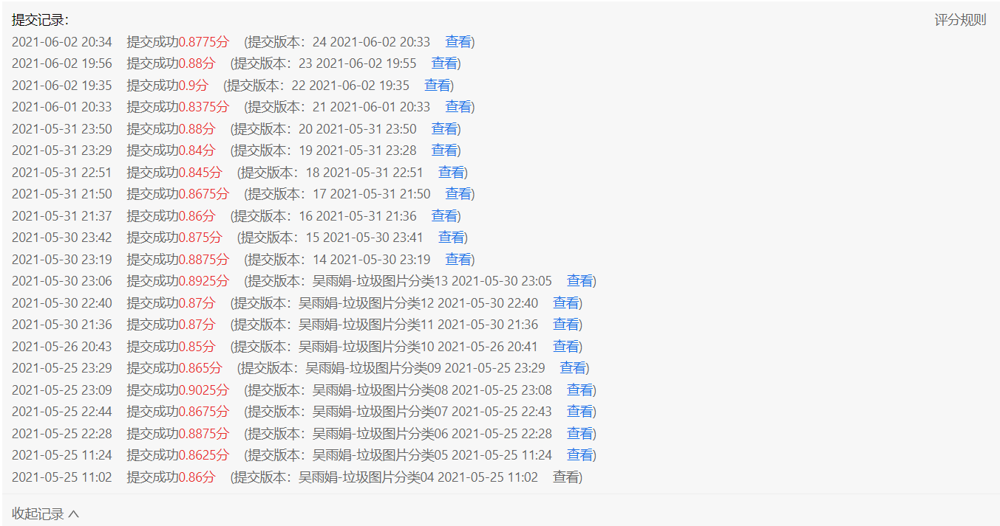 提交记录：
评分规则
2021-06-02 20:34 提交成功0.8775分 (提交版本：24 2021-06-02 20:33 查看)
2021-06-02 19:56 提交成功0.88分 (提交版本：23 2021-06-02 19:55 查看)
2021-06-02 19:35 提交成功0.9分 (提交版本：22 2021-06-02 19:35 查看)
2021-06-01 20:33 提交成功0.8375分 (提交版本：21 2021-06-01 20:33 查看)
2021-05-31 23:50 提交成功0.88分 (提交版本：20 2021-05-31 23:50 查看)
2021-05-31 23:29 提交成功0.84分 (提交版本：19 2021-05-31 23:28 查看)
2021-05-31 22:51 提交成功0.845分 (提交版本：18 2021-05-31 22:51 查看)
2021-05-31 21:50 提交成功0.8675分 (提交版本：17 2021-05-31 21:50 查看)
2021-05-31 21:37 提交成功0.86分 (提交版本：16 2021-05-31 21:36 查看)
2021-05-30 23:42 提交成功0.875分 (提交版本：15 2021-05-30 23:41 查看)
2021-05-30 23:19 提交成功0.8875分 (提交版本：14 2021-05-30 23:19 查看)
2021-05-30 23:06 提交成功0.8925分 (提交版本：吴雨娟-垃圾图片分类13 2021-05-30 23:05 查看)
2021-05-30 22:40 提交成功0.87分 (提交版本：吴雨娟-垃圾图片分类12 2021-05-30 22:40 查看)
2021-05-30 21:36 提交成功0.87分 (提交版本：吴雨娟-垃圾图片分类11 2021-05-30 21:36 查看)
2021-05-26 20:43 提交成功0.85分 (提交版本：吴雨娟-垃圾图片分类10 2021-05-26 20:41 查看)
2021-05-25 23:29 提交成功0.865分 (提交版本：吴雨娟-垃圾图片分类09 2021-05-25 23:29 查看)
2021-05-25 23:09 提交成功0.9025分 (提交版本：吴雨娟-垃圾图片分类08 2021-05-25 23:08 查看)
2021-05-25 22:44 提交成功0.8675分 (提交版本：吴雨娟-垃圾图片分类07 2021-05-25 22:43 查看)
2021-05-25 22:28 提交成功0.8875分 (提交版本：吴雨娟-垃圾图片分类06 2021-05-25 22:28 查看)
2021-05-25 11:24 提交成功0.8625分 (提交版本：吴雨娟-垃圾图片分类05 2021-05-25 11:24 查看)
2021-05-25 11:02 提交成功0.86分 (提交版本：吴雨娟-垃圾图片分类04 2021-05-25 11:02 查看)
收起记录